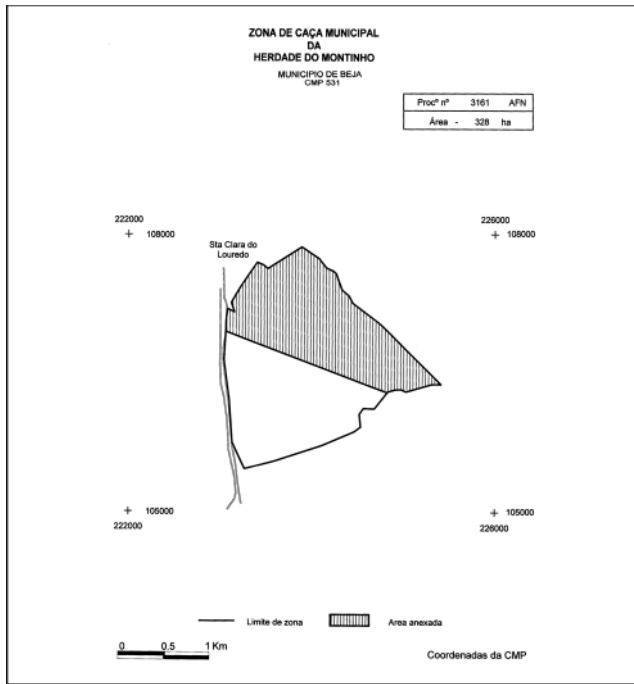 ZONA DE CAÇA MUNICIPAL
DA
HERDADE DO MONTINHO
MUNICIPIO DE BEJA
CMP 531
Procº nº 3161 AFN
Área - 328 ha
222000
108000
226000
108000
Sta Clara do
Louredo
105000
222000
105000
226000
Limite de zona
Area anexada
0 0.5 1 Km
Coordenadas da CMP